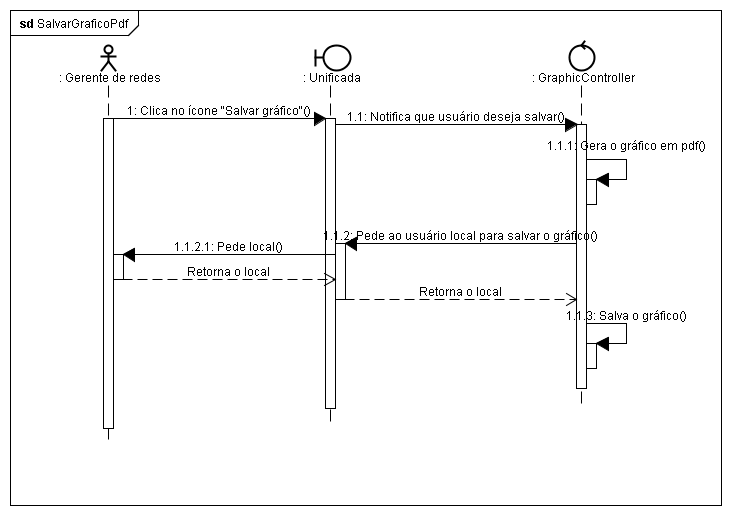 sd SalvarGraficoPdf
: Gerente de redes
: Unificada
: GraphicController
1: Clica no ícone "Salvar gráfico"()
1.1: Notifica que usuário deseja salvar()
1.1.1: Gera o gráfico em pdf()
1.1.2: Pede ao usuário local para salvar o gráfico()
1.1.2.1: Pede local()
Retorna o local
Retorna o local
1.1.3: Salva o gráfico()